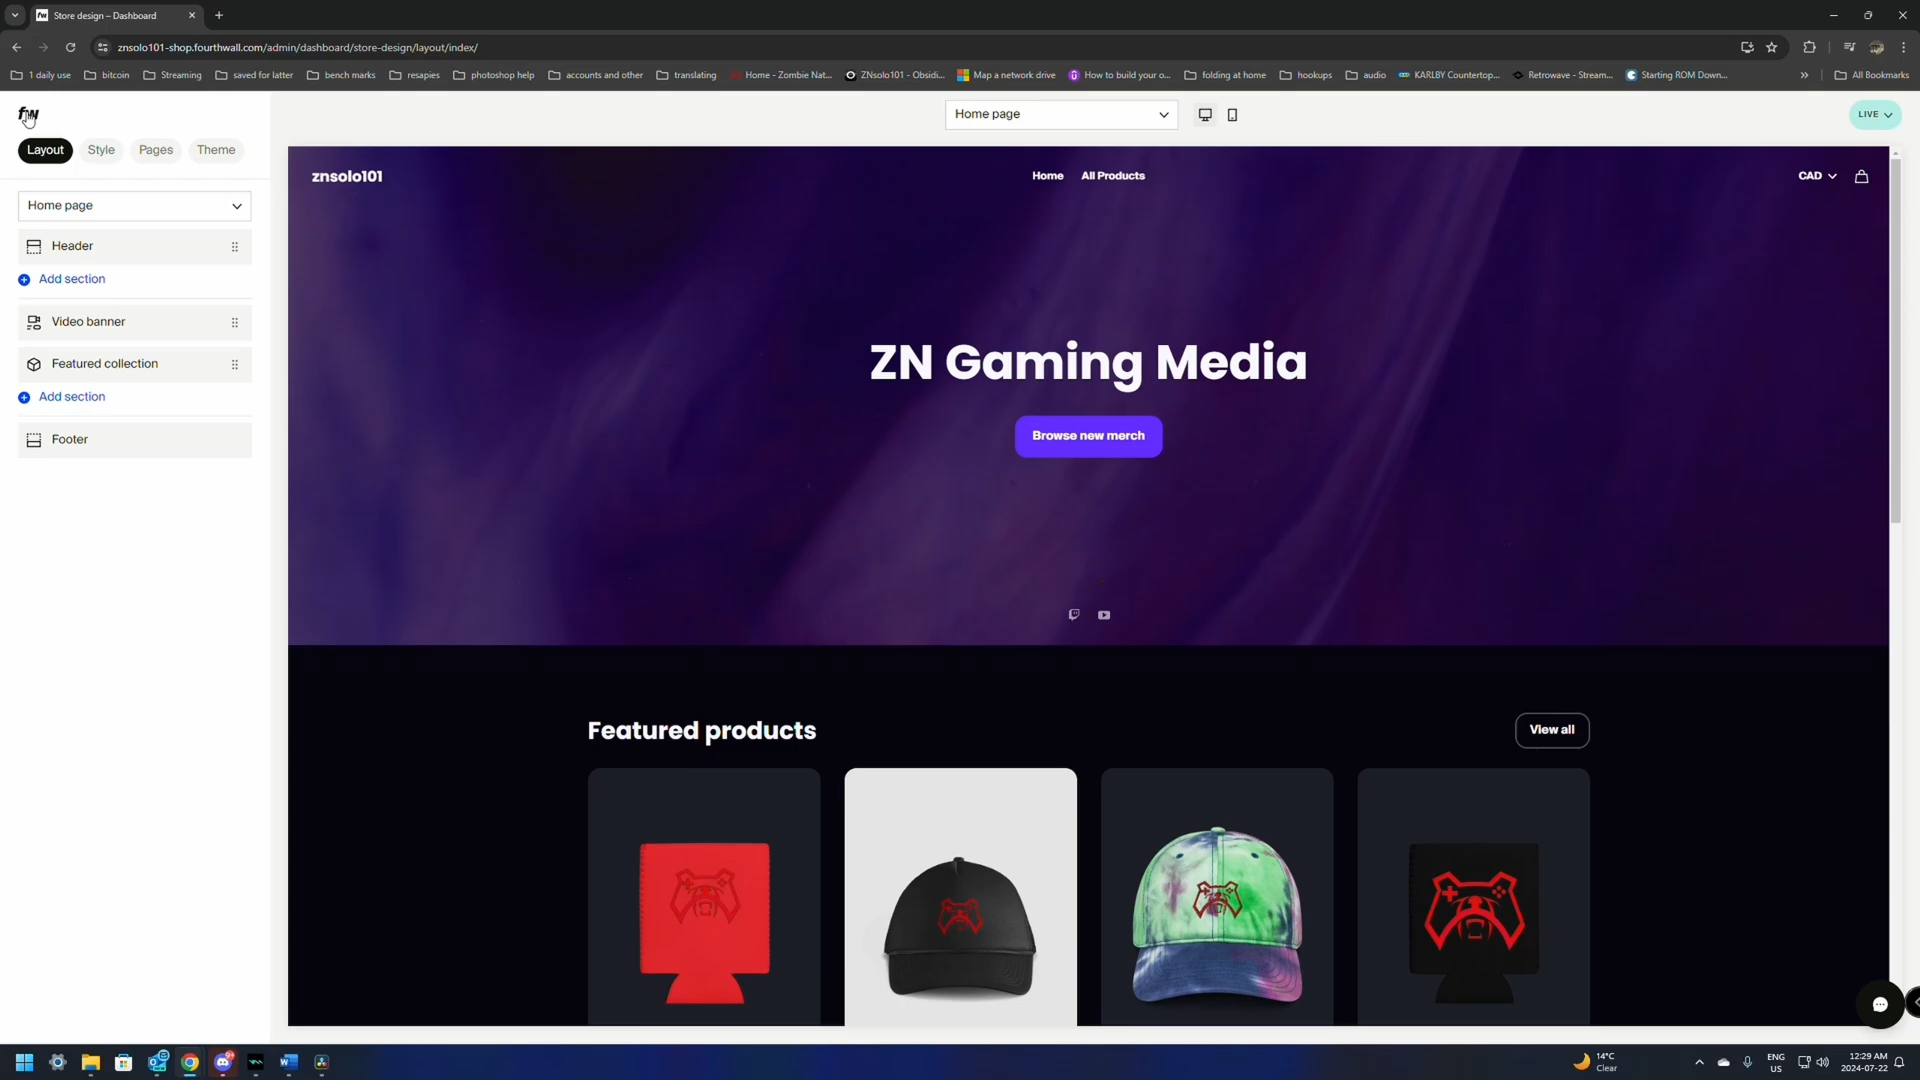 fw Store design – Dashboard
znsolo101-shop.fourthwall.com/admin/dashboard/store-design/layout/index/
1 daily use bitcoin Streaming saved for latter bench marks resapies photoshop help accounts and other translating Home - Zombie Nat... ZNsolo101 - Obsidi... Map a network drive How to build your o... folding at home hookups audio KARLBY Countertop... Retrowave - Stream... Starting ROM Down... » All Bookmarks
fw
Home page
LIVE
Layout Style Pages Theme
Home page
Header
Add section
Video banner
Featured collection
Add section
Footer
znsolo101 Home All Products CAD
ZN Gaming Media
Browse new merch
Featured products View all
14°C
Clear
ENG
US
12:29 AM
2024-07-22